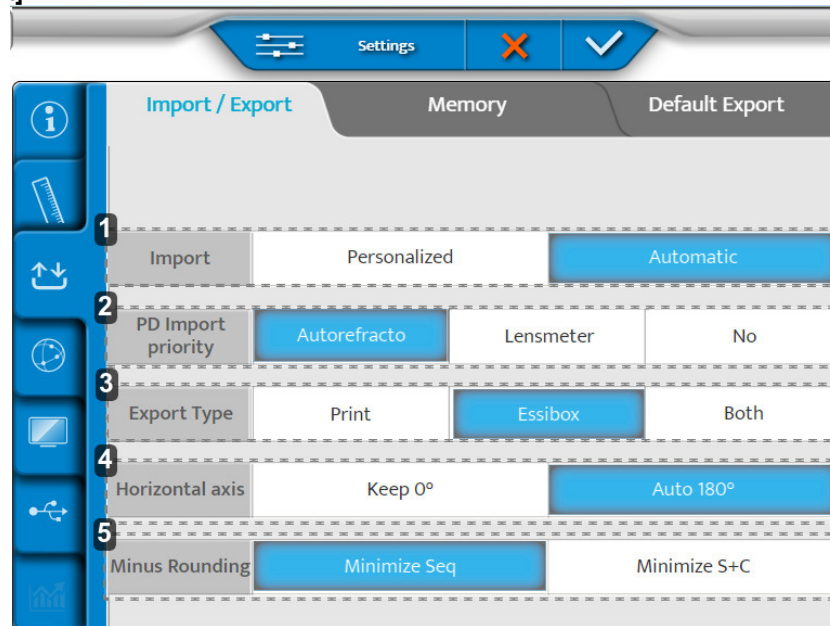 Settings
Import / Export Memory Default Export
1
Import Personalized Automatic
2
PD Import
priority Autorefracto Lensmeter No
3
Export Type Print Essibox Both
4
Horizontal axis Keep 0° Auto 180°
5
Minus Rounding Minimize Seq Minimize S+C